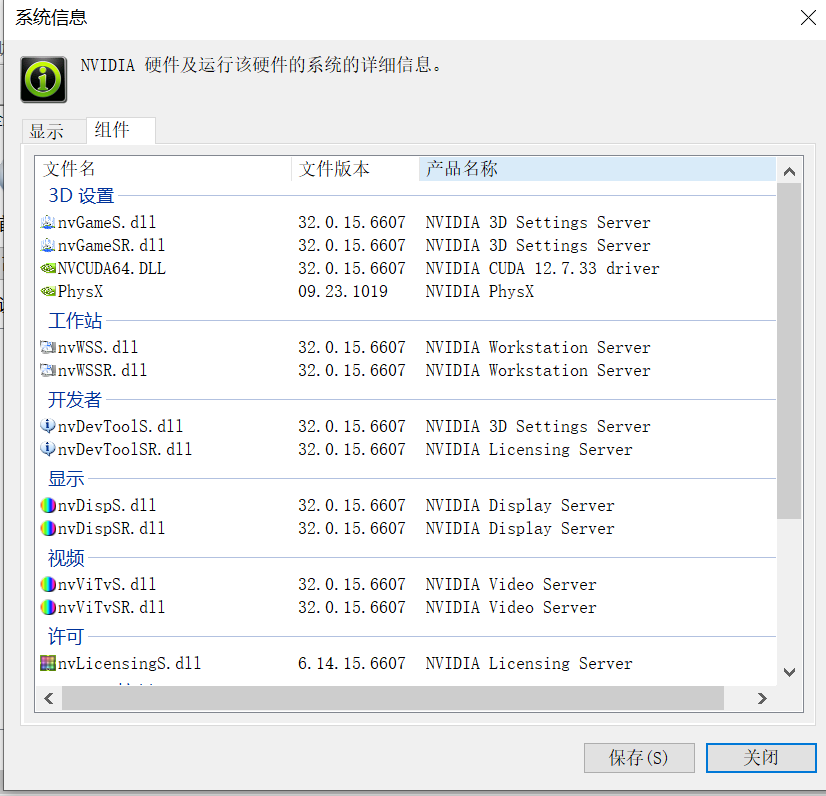 系统信息
NVIDIA 硬件及运行该硬件的系统的详细信息。
显示 组件
文件名 文件版本 产品名称
3D 设置
nvGameS.dll 32.0.15.6607 NVIDIA 3D Settings Server
nvGameSR.dll 32.0.15.6607 NVIDIA 3D Settings Server
NVCUDA64.DLL 32.0.15.6607 NVIDIA CUDA 12.7.33 driver
PhysX 09.23.1019 NVIDIA PhysX
工作站
nvWSS.dll 32.0.15.6607 NVIDIA Workstation Server
nvWSSR.dll 32.0.15.6607 NVIDIA Workstation Server
开发者
nvDevToolS.dll 32.0.15.6607 NVIDIA 3D Settings Server
nvDevToolSR.dll 32.0.15.6607 NVIDIA Licensing Server
显示
nvDispS.dll 32.0.15.6607 NVIDIA Display Server
nvDispSR.dll 32.0.15.6607 NVIDIA Display Server
视频
nvViTvS.dll 32.0.15.6607 NVIDIA Video Server
nvViTvSR.dll 32.0.15.6607 NVIDIA Video Server
许可
nvLicensingS.dll 6.14.15.6607 NVIDIA Licensing Server
保存(S) 关闭